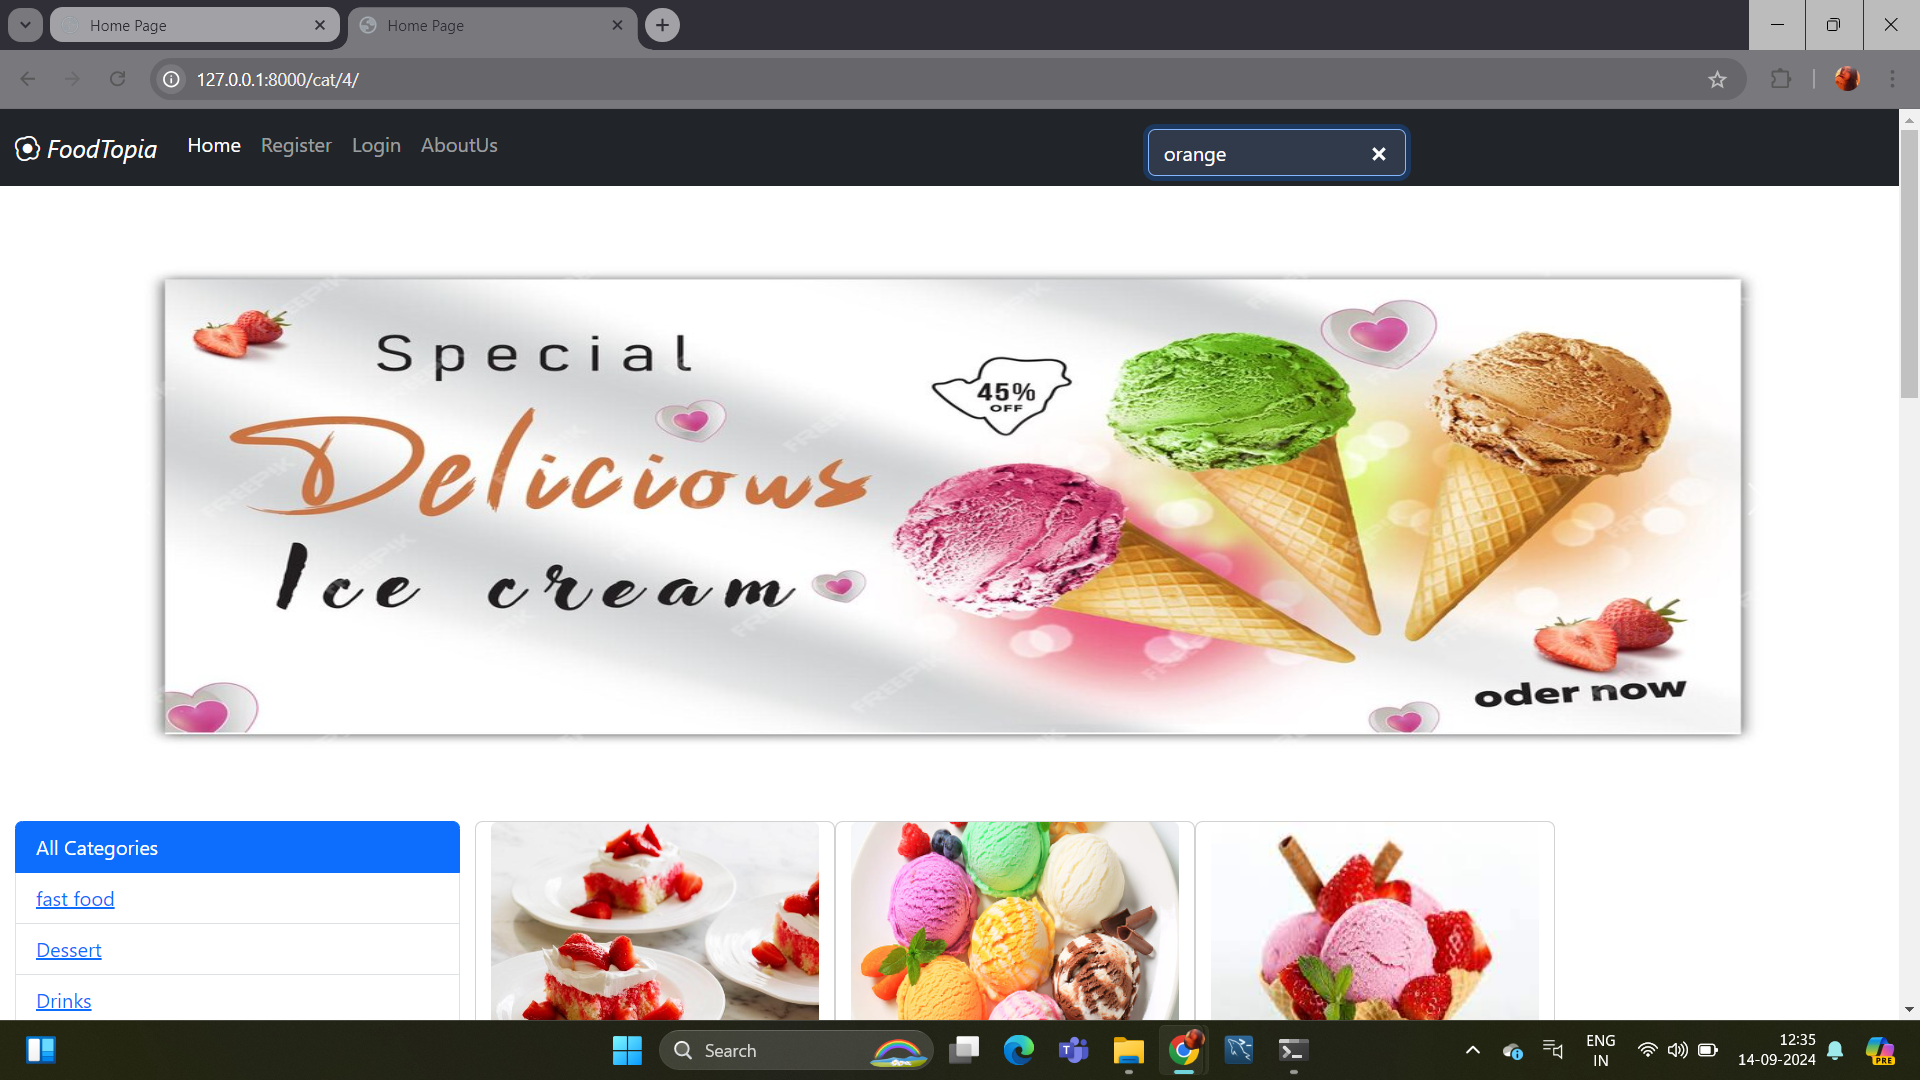 Home Page
Home Page
127.0.0.1:8000/cat/4/
FoodTopia Home Register Login AboutUs
orange
Special
Delicious
Ice cream
45%
OFF
oder now
FREEPIK
All Categories
fast food
Dessert
Drinks
Search
ENG
IN
12:35
14-09-2024
PRE